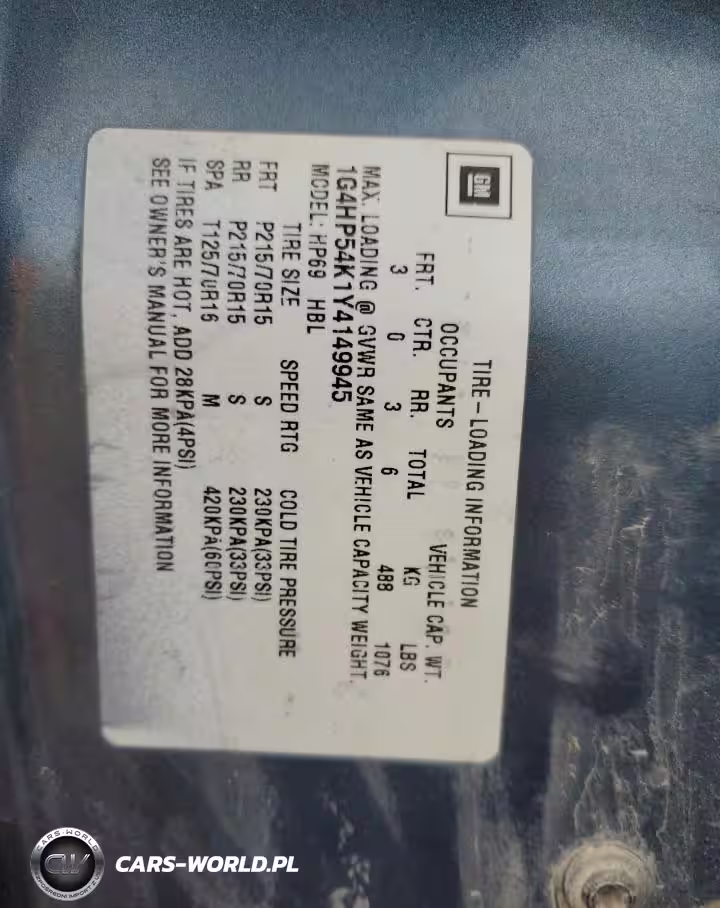 GM
TIRE-LOADING INFORMATION
OCCUPANTS VEHICLE CAP. WT.
FRT. CTR. RR. TOTAL KG LBS
3 0 3 6 488 1076
MAX. LOADING @ GVWR SAME AS VEHICLE CAPACITY WEIGHT.
1G4HP54K1Y4149945
MODEL: HP69 HBL
TIRE SIZE SPEED RTG COLD TIRE PRESSURE
FRT P215/70R15 S 230KPA(33PSI)
RR P215/70R15 S 230KPA(33PSI)
SPA T125/70R16 M 420KPA(60PSI)
IF TIRES ARE HOT, ADD 28KPA(4PSI)
SEE OWNER'S MANUAL FOR MORE INFORMATION
CARS-WORLD
CW
CARS-WORLD.PL